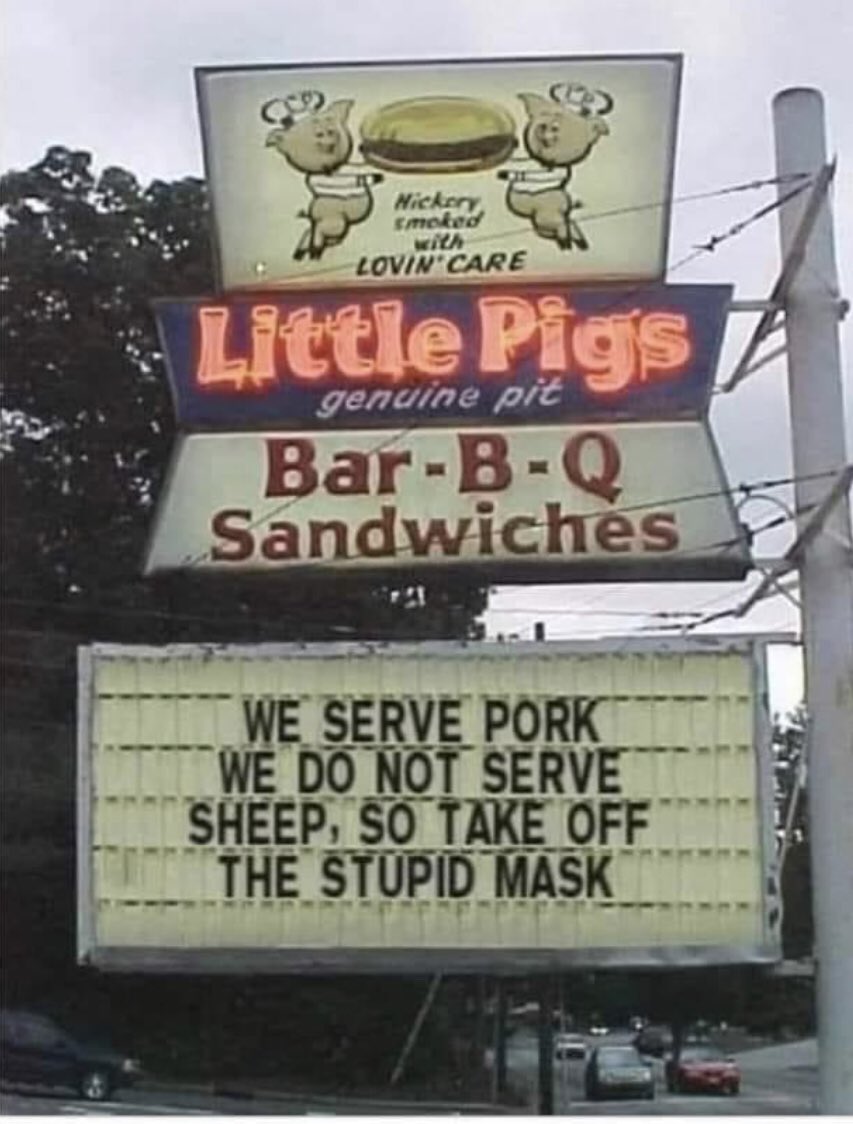 Hickory
smoked
with
LOVIN' CARE
Little Pigs
genuine pit
Bar-B-Q
Sandwiches
WE SERVE PORK
WE DO NOT SERVE
SHEEP, SO TAKE OFF
THE STUPID MASK